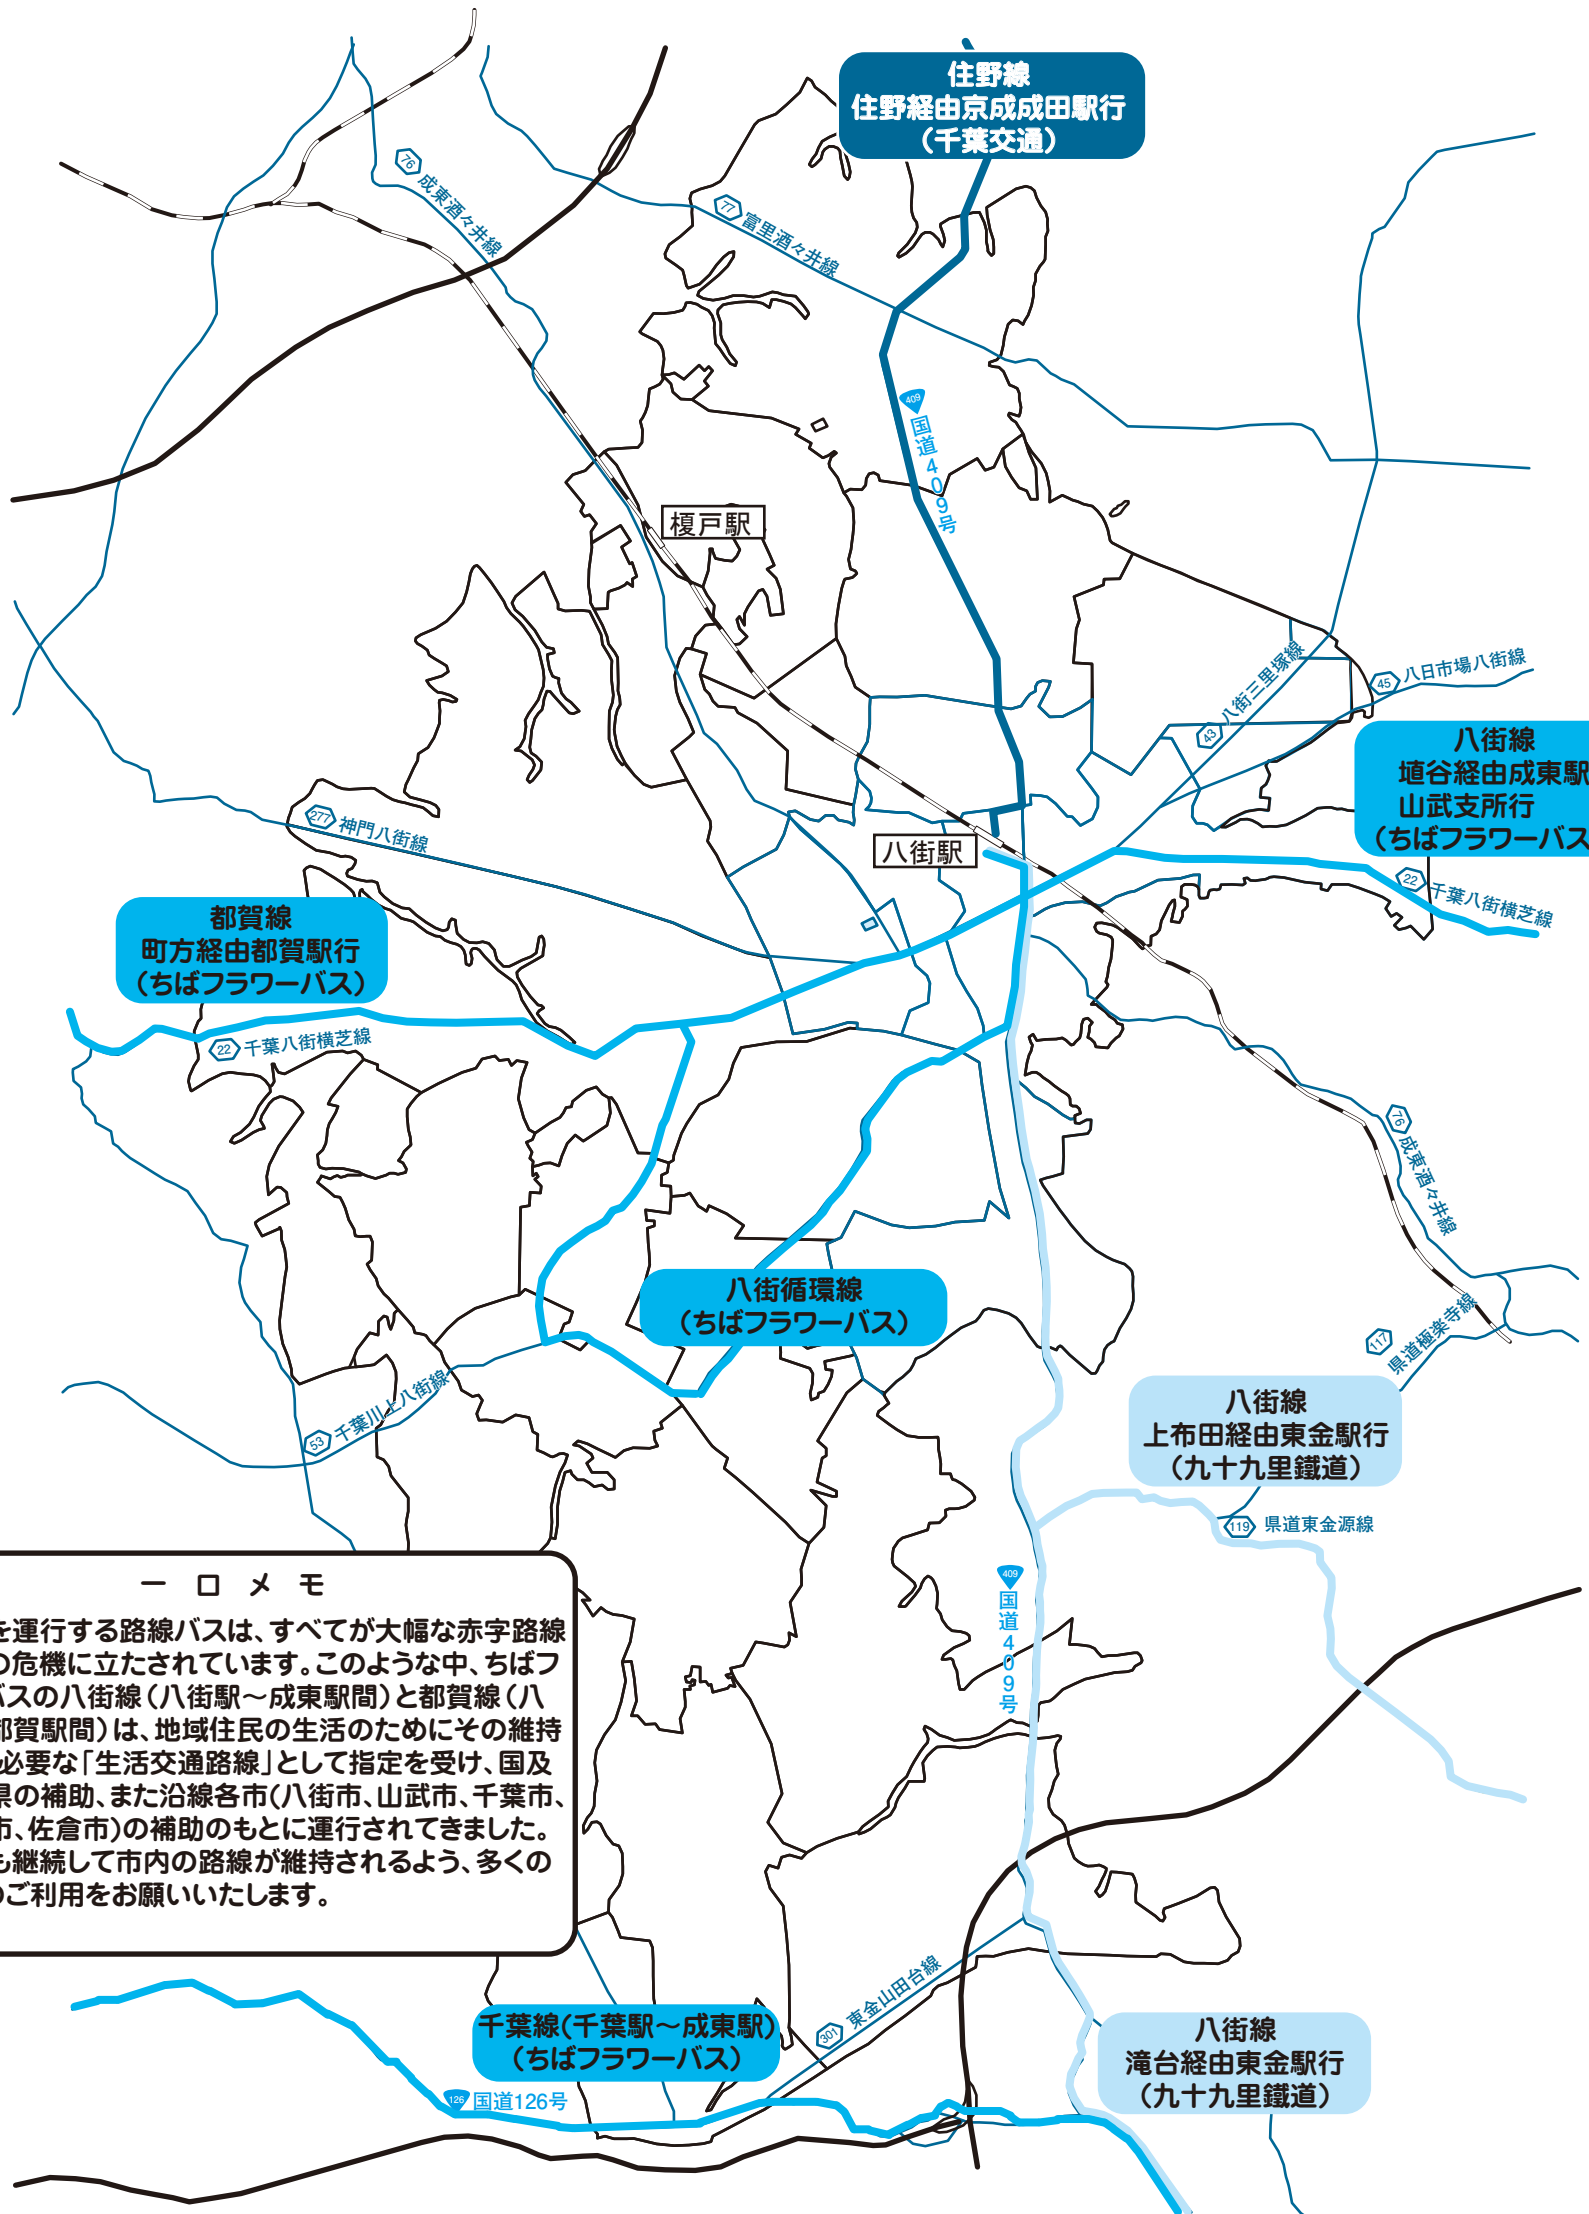 住野線
住野経由京成成田駅行
（千葉交通）
76
成東酒々井線
77
富里酒々井線
409
国道409号
榎戸駅
45
八日市場八街線
43
八街三里塚線
八街線
埴谷経由成東駅
山武支所行
（ちばフラワーバス
277
神門八街線
八街駅
22
千葉八街横芝線
都賀線
町方経由都賀駅行
（ちばフラワーバス）
22
千葉八街横芝線
76
成東酒々井線
八街循環線
（ちばフラワーバス）
117
県道極楽寺線
53
千葉川上八街線
八街線
上布田経由東金駅行
（九十九里鐵道）
119
県道東金源線
409
国道409号
一口メモ
を運行する路線バスは、すべてが大幅な赤字路線
の危機に立たされています。このような中、ちばフ
バスの八街線（八街駅～成東駅間）と都賀線（八
都賀駅間）は、地域住民の生活のためにその維持
必要な「生活交通路線」として指定を受け、国及
県の補助、また沿線各市(八街市、山武市、千葉市、
市、佐倉市)の補助のもとに運行されてきました。
も継続して市内の路線が維持されるよう、多くの
のご利用をお願いいたします。
301
東金山田台線
千葉線(千葉駅～成東駅)
（ちばフラワーバス）
126
国道126号
八街線
滝台経由東金駅行
（九十九里鐵道）